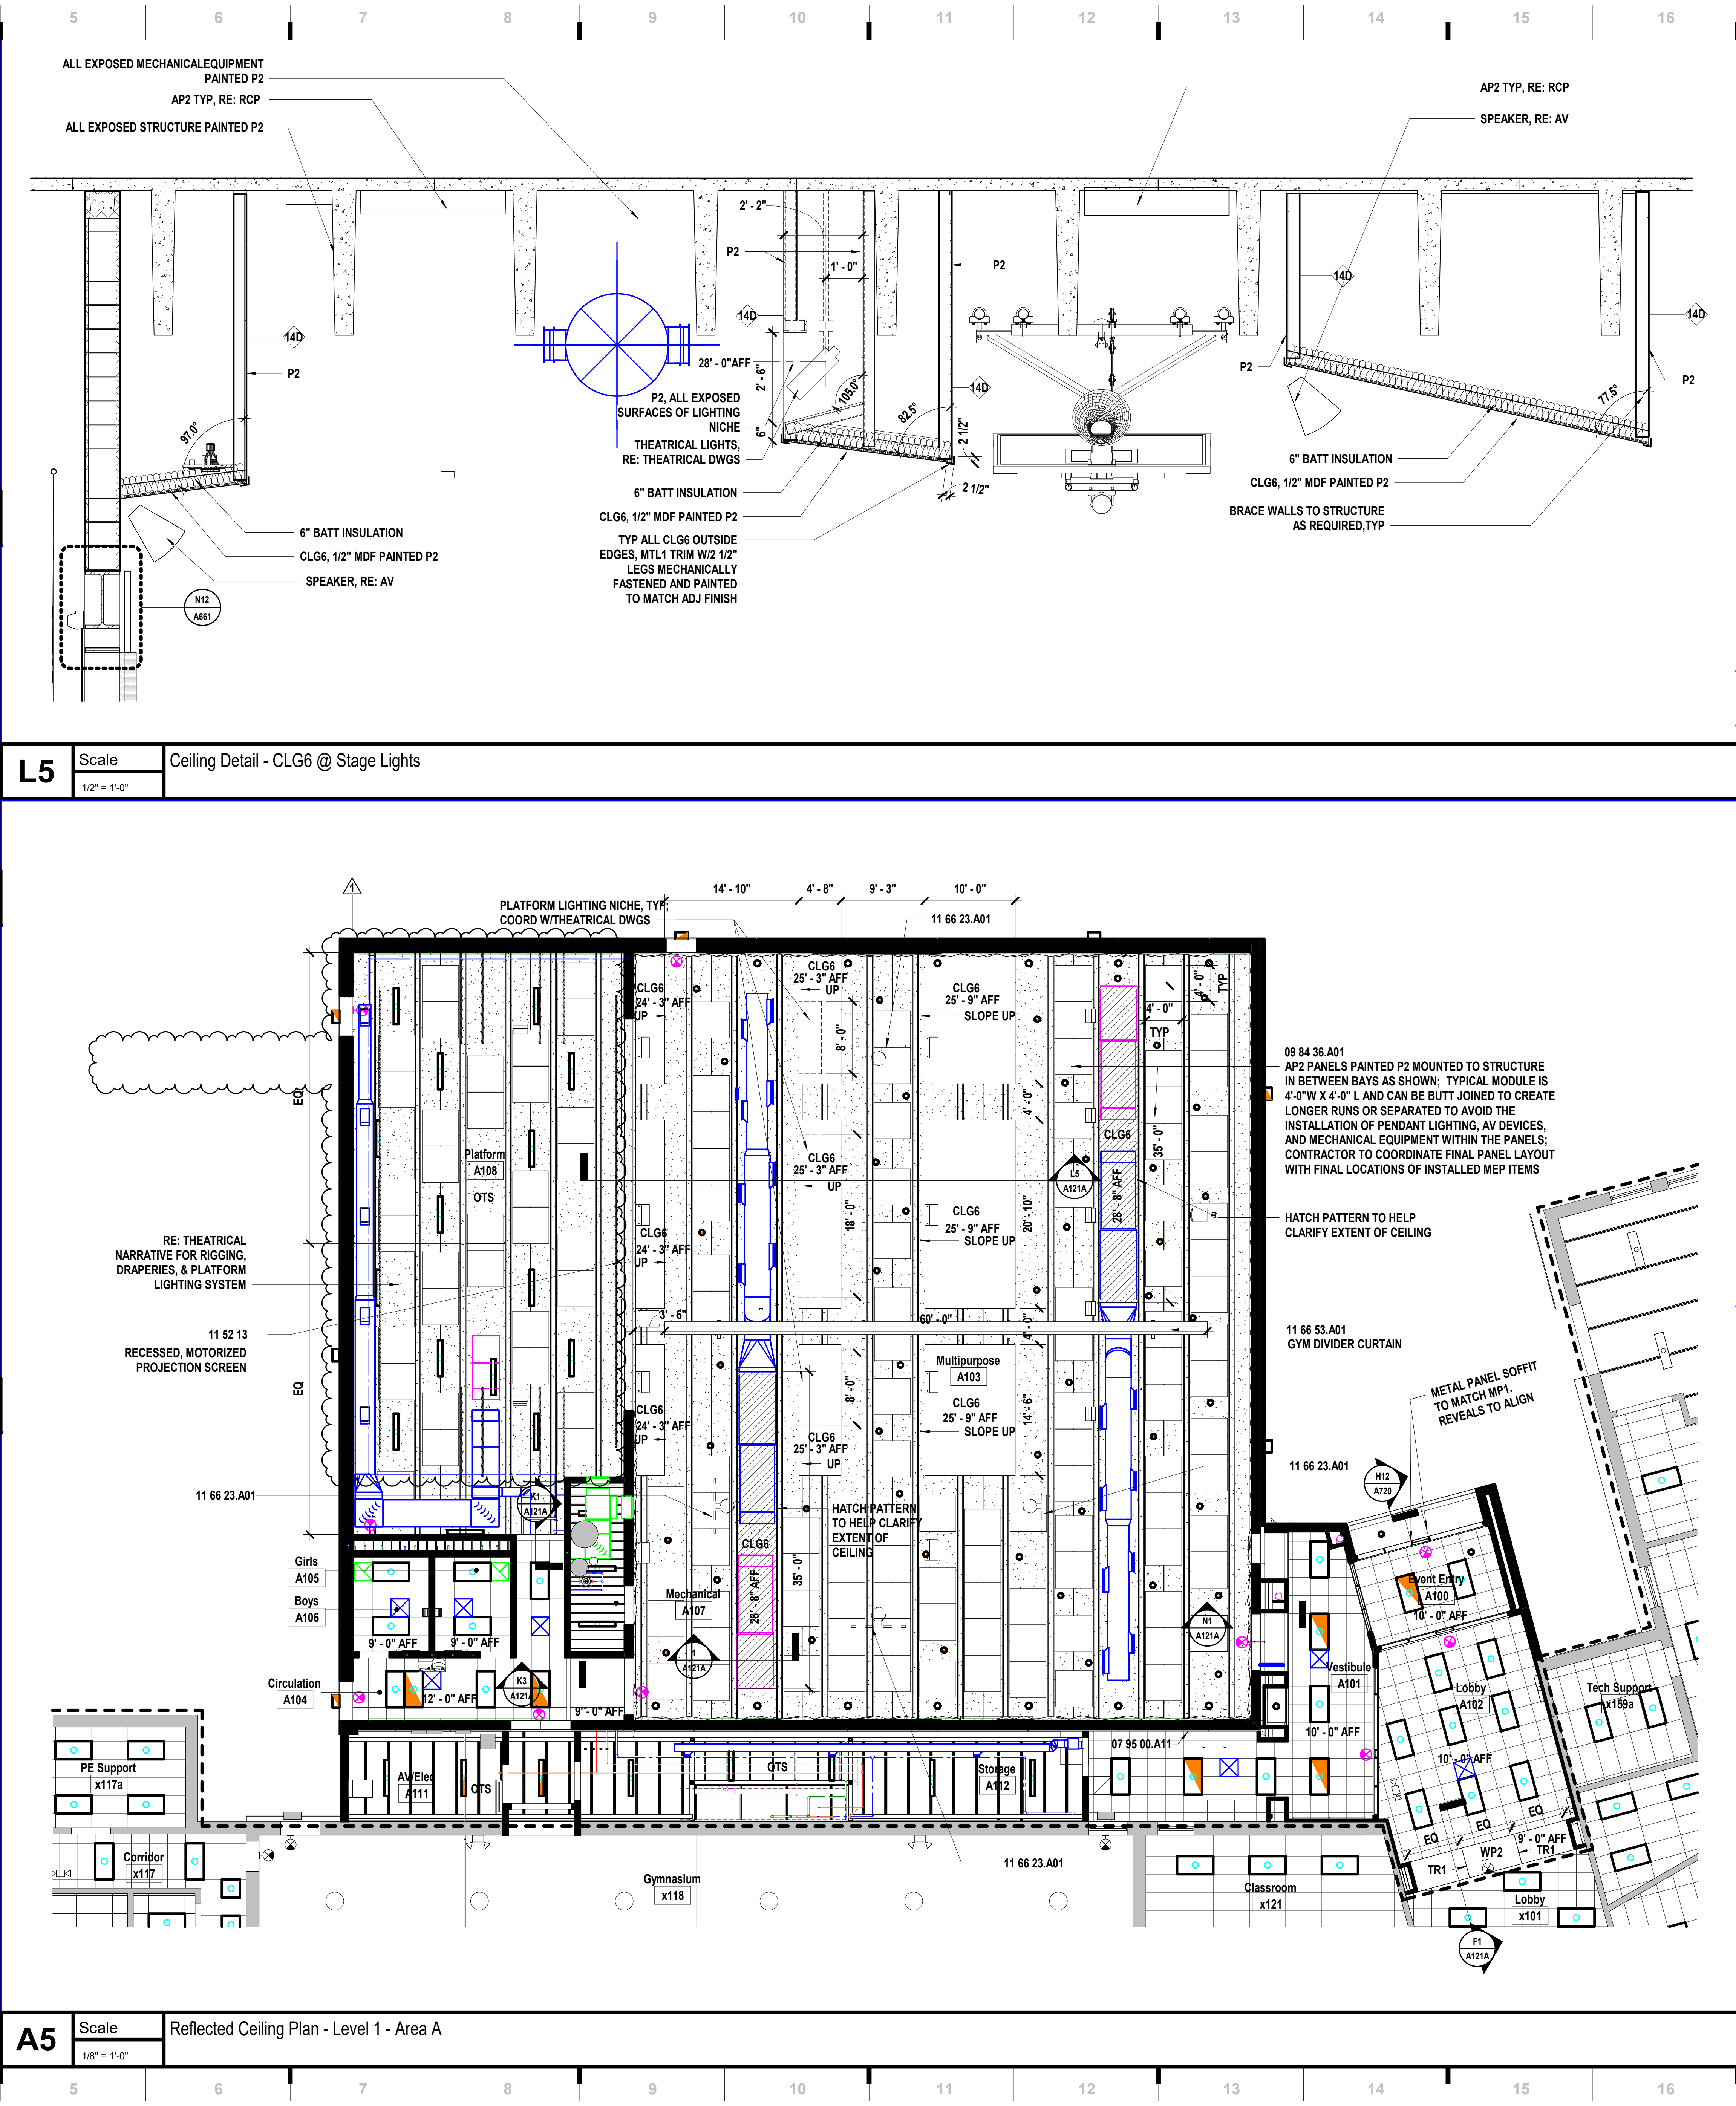 5 6 7 8 9 10 11 12 13 14 15 16
ALL EXPOSED MECHANICALEQUIPMENT
PAINTED P2
AP2 TYP, RE: RCP
ALL EXPOSED STRUCTURE PAINTED P2
AP2 TYP, RE: RCP
SPEAKER, RE: AV
2' - 2"
P2
1' - 0"
P2
14D
14D
P2
97.0°
14D
28' - 0"AFF
2' - 6"
6"
105.0°
82.5°
14D
2 1/2"
2 1/2"
P2, ALL EXPOSED
SURFACES OF LIGHTING
NICHE
THEATRICAL LIGHTS,
RE: THEATRICAL DWGS
6" BATT INSULATION
CLG6, 1/2" MDF PAINTED P2
TYP ALL CLG6 OUTSIDE
EDGES, MTL1 TRIM W/2 1/2"
LEGS MECHANICALLY
FASTENED AND PAINTED
TO MATCH ADJ FINISH
6" BATT INSULATION
CLG6, 1/2" MDF PAINTED P2
SPEAKER, RE: AV
N12
A661
14D
P2
14D
P2
77.5°
6" BATT INSULATION
CLG6, 1/2" MDF PAINTED P2
BRACE WALLS TO STRUCTURE
AS REQUIRED,TYP
L5
Scale
1/2" = 1'-0"
Ceiling Detail - CLG6 @ Stage Lights
1
14' - 10"
4' - 8"
9' - 3"
10' - 0"
PLATFORM LIGHTING NICHE, TYP;
COORD W/THEATRICAL DWGS
11 66 23.A01
CLG6
24' - 3" AFF
UP
CLG6
25' - 3" AFF
UP
CLG6
25' - 9" AFF
SLOPE UP
8' - 0"
4' - 0"
TYP
4' - 0"
TYP
4' - 0"
35' - 0"
CLG6
28' - 8" AFF
L5
A121A
09 84 36.A01
AP2 PANELS PAINTED P2 MOUNTED TO STRUCTURE
IN BETWEEN BAYS AS SHOWN; TYPICAL MODULE IS
4'-0"W X 4'-0" L AND CAN BE BUTT JOINED TO CREATE
LONGER RUNS OR SEPARATED TO AVOID THE
INSTALLATION OF PENDANT LIGHTING, AV DEVICES,
AND MECHANICAL EQUIPMENT WITHIN THE PANELS;
CONTRACTOR TO COORDINATE FINAL PANEL LAYOUT
WITH FINAL LOCATIONS OF INSTALLED MEP ITEMS
HATCH PATTERN TO HELP
CLARIFY EXTENT OF CEILING
EQ
Platform
A108
OTS
CLG6
25' - 3" AFF
UP
18' - 0"
CLG6
25' - 9" AFF
SLOPE UP
20' - 10"
CLG6
24' - 3" AFF
UP
RE: THEATRICAL
NARRATIVE FOR RIGGING,
DRAPERIES, & PLATFORM
LIGHTING SYSTEM
11 52 13
RECESSED, MOTORIZED
PROJECTION SCREEN
EQ
3' - 6"
60' - 0"
4' - 0"
11 66 53.A01
GYM DIVIDER CURTAIN
Multipurpose
A103
8' - 0"
14' - 6"
CLG6
24' - 3" AFF
UP
CLG6
25' - 3" AFF
UP
CLG6
25' - 9" AFF
SLOPE UP
METAL PANEL SOFFIT
TO MATCH MP1.
REVEALS TO ALIGN
11 66 23.A01
H12
A720
11 66 23.A01
K1
A121A
HATCH PATTERN
TO HELP CLARIFY
EXTENT OF
CEILING
CLG6
28' - 8" AFF
35' - 0"
Girls
A105
Boys
A106
9' - 0" AFF
9' - 0" AFF
Mechanical
A107
1
A121A
N1
A121A
Event Entry
A100
10' - 0" AFF
Circulation
A104
12' - 0" AFF
K3
A121A
9' - 0" AFF
Vestibule
A101
10' - 0" AFF
Lobby
A102
10' - 0" AFF
Tech Support
x159a
07 95 00.A11
PE Support
x117a
AV/Elec
A111
OTS
OTS
Storage
A112
EQ
EQ
EQ
9' - 0" AFF
TR1
WP2
TR1
Corridor
x117
Gymnasium
x118
11 66 23.A01
Classroom
x121
Lobby
x101
F1
A121A
A5
Scale
1/8" = 1'-0"
Reflected Ceiling Plan - Level 1 - Area A
5 6 7 8 9 10 11 12 13 14 15 16